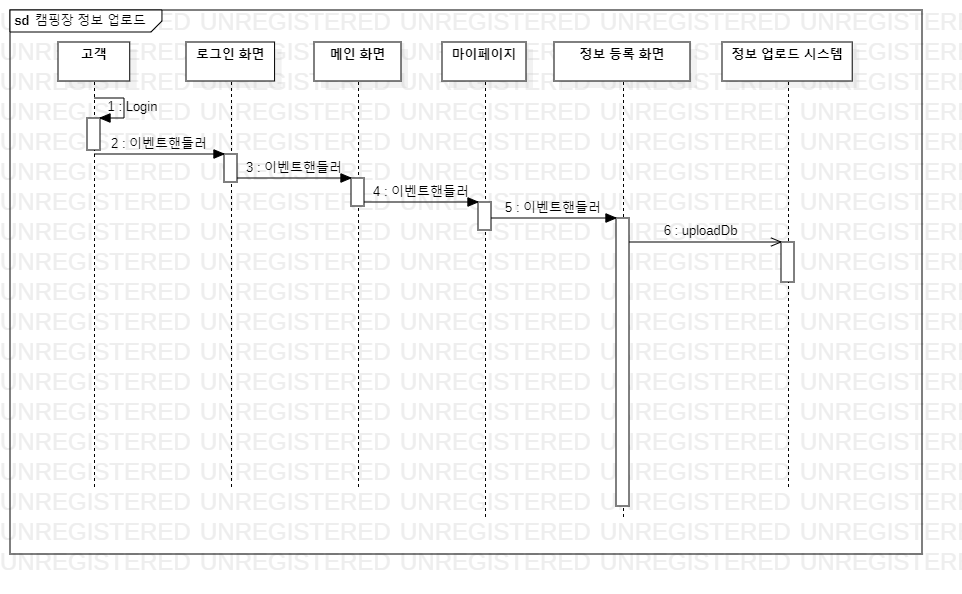 sd 캠핑장 정보 업로드
고객
로그인 화면
메인 화면
마이페이지
정보 등록 화면
정보 업로드 시스템
1 : Login
2 : 이벤트핸들러
3 : 이벤트핸들러
4 : 이벤트핸들러
5 : 이벤트핸들러
6 : uploadDb
UNREGISTERED UNREGISTERED UNREGISTERED UNREGISTERED UNREGISTERI